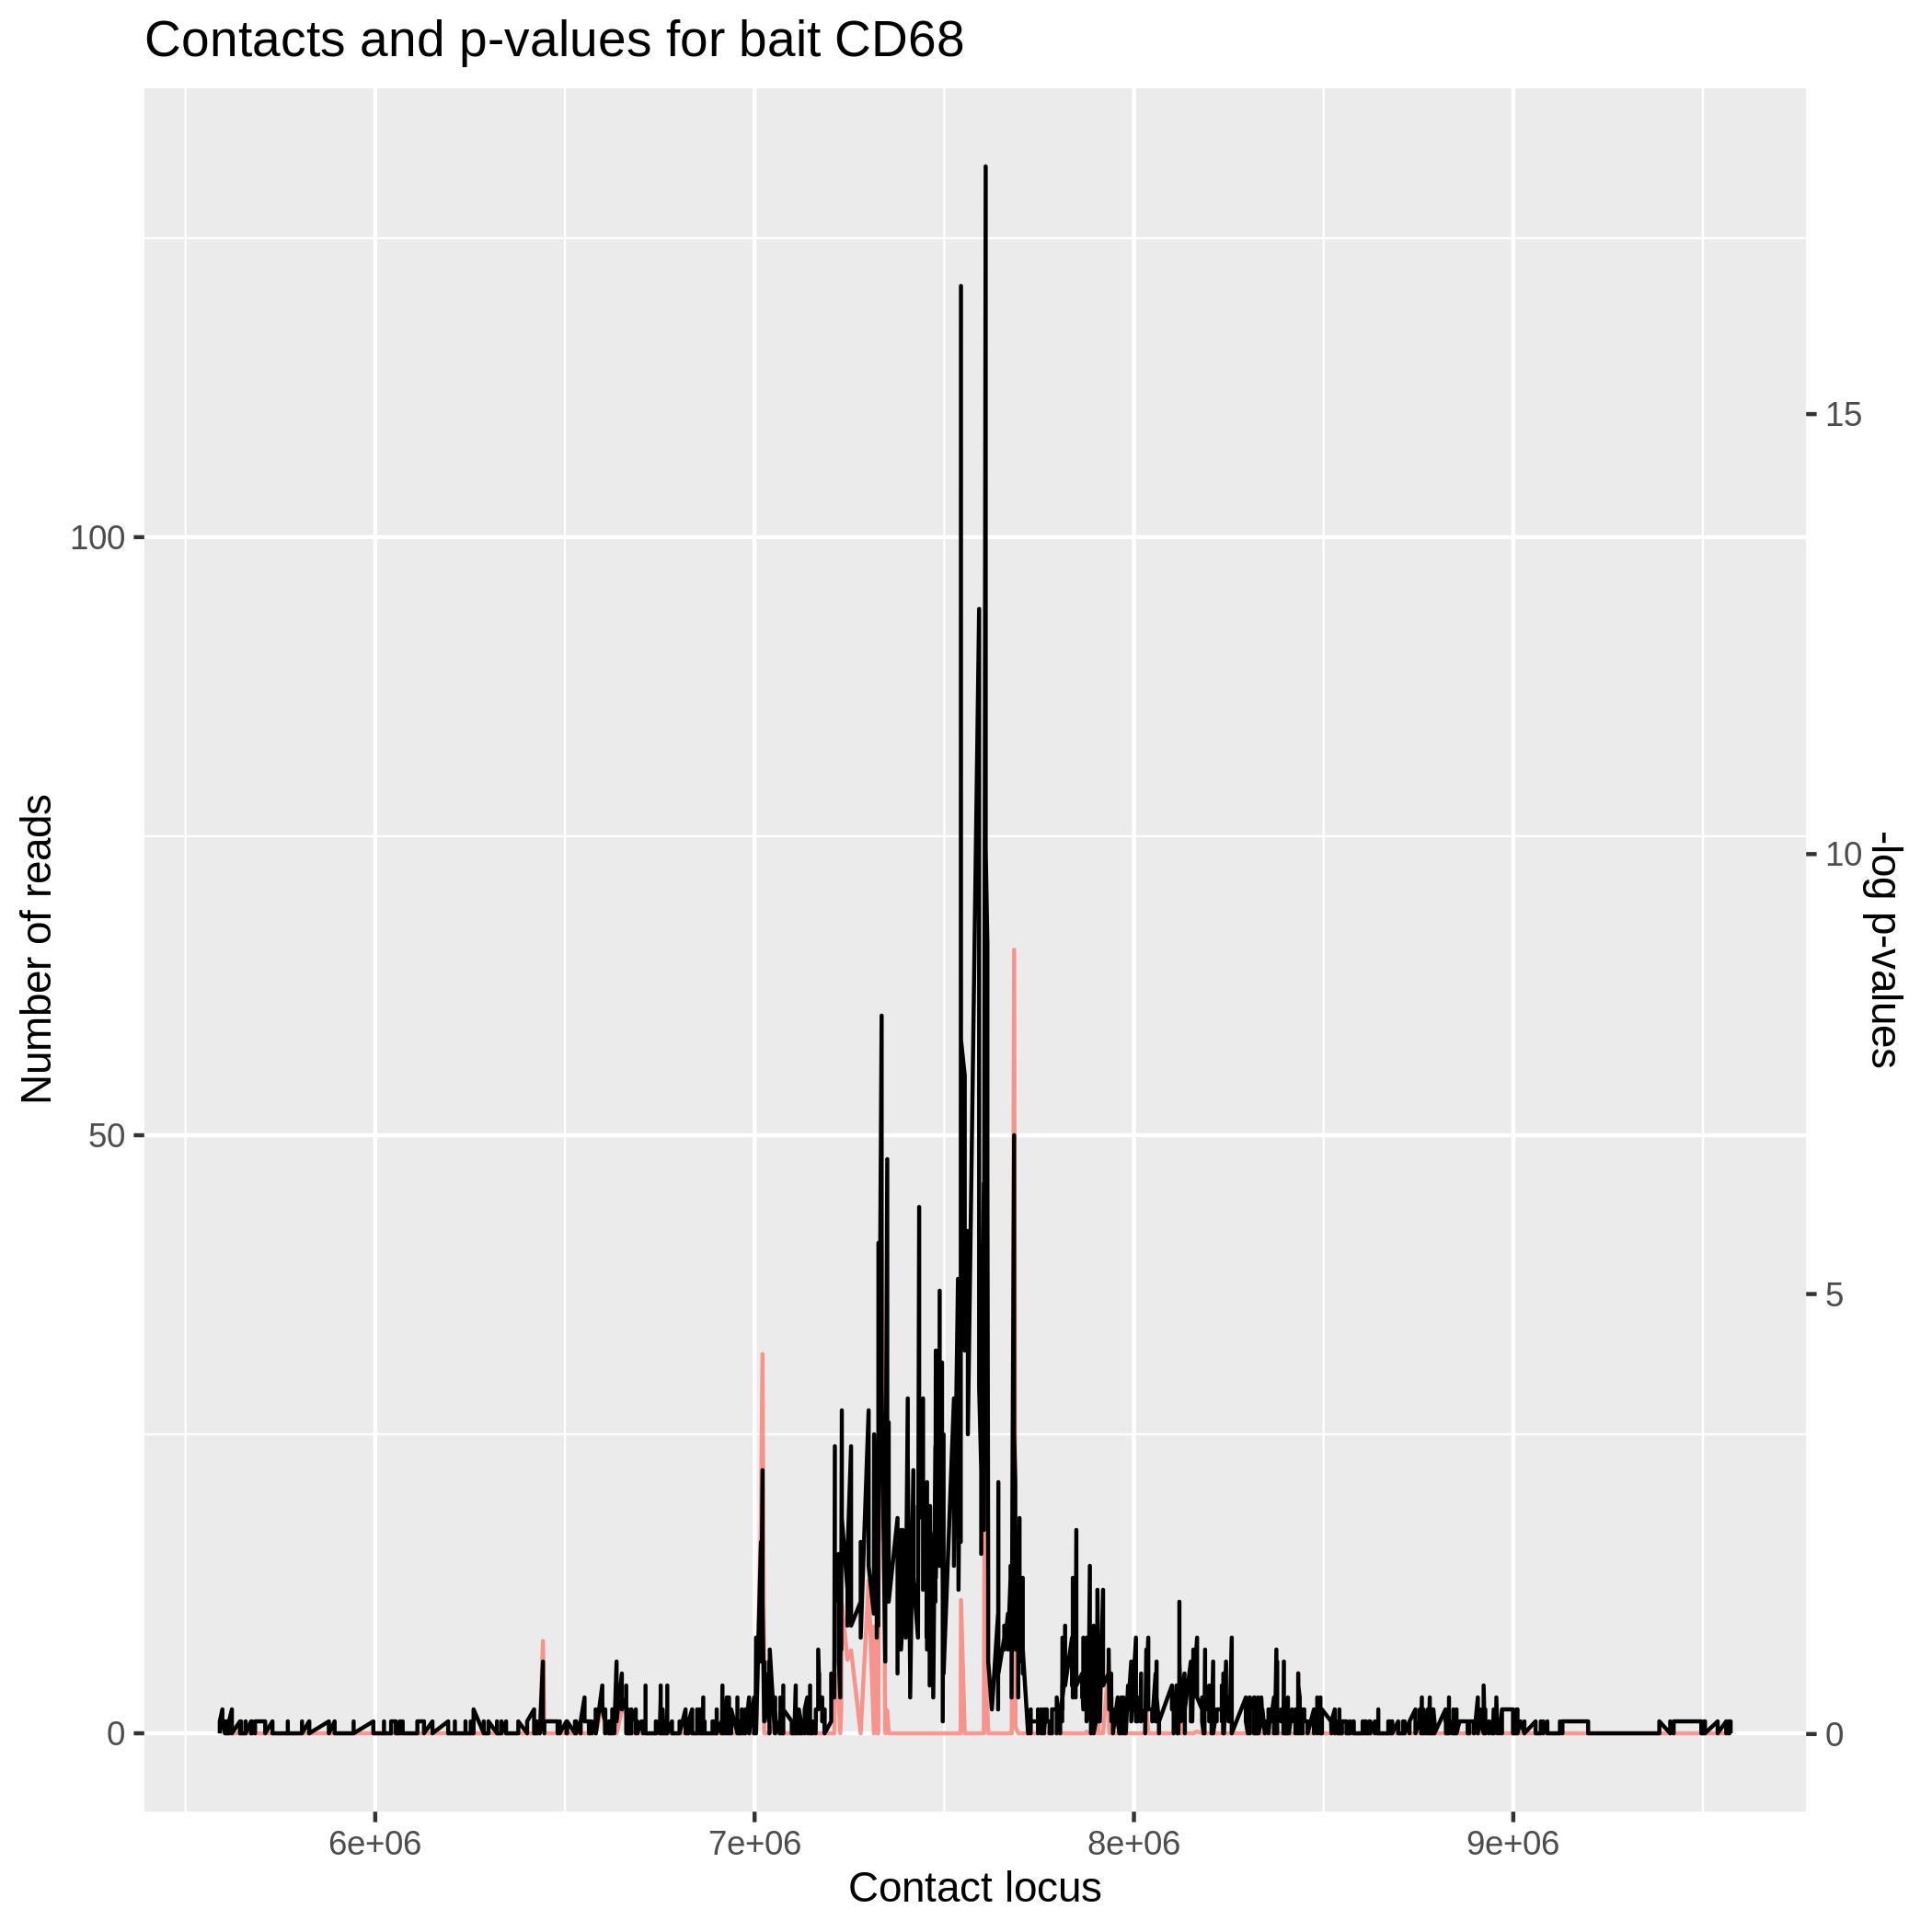 Contacts and p-values for bait CD68
Number of reads
100
50
0
15
10
5
0
-log p-values
6e+06
7e+06
8e+06
9e+06
Contact locus